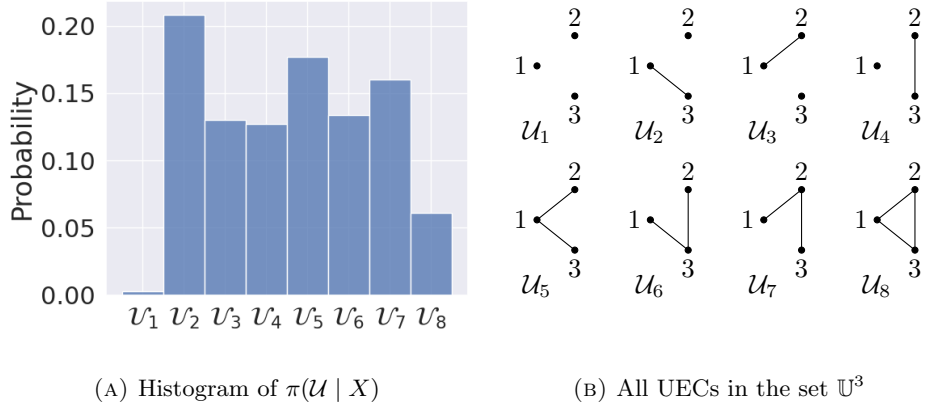 Probability
0.20
0.15
0.10
0.05
0.00
𝒰₁ 𝒰₂ 𝒰₃ 𝒰₄ 𝒰₅ 𝒰₆ 𝒰₇ 𝒰₈
(A) Histogram of π(𝒰 | X)
2 2 2 2
1 1 1 1
3 3 3 3
𝒰₁ 𝒰₂ 𝒰₃ 𝒰₄
2 2 2 2
1 1 1 1
3 3 3 3
𝒰₅ 𝒰₆ 𝒰₇ 𝒰₈
(B) All UECs in the set 𝕌³